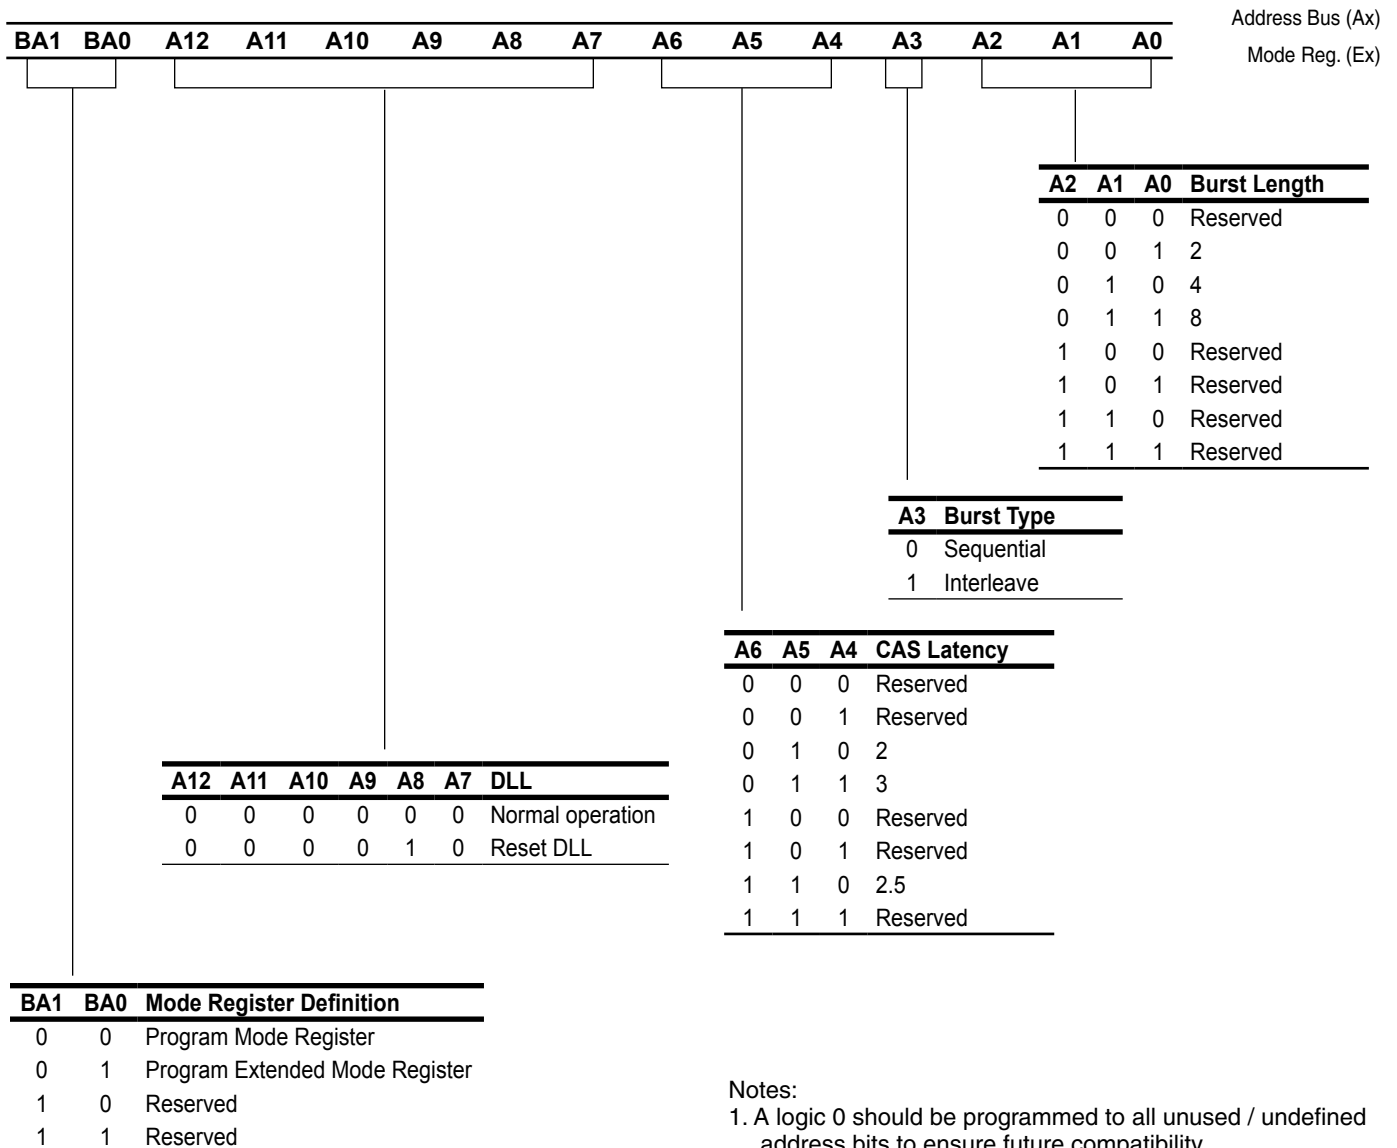 Address Bus (Ax)
BA1 BA0 A12 A11 A10 A9 A8 A7 A6 A5 A4 A3 A2 A1 A0
Mode Reg. (Ex)
A2 A1 A0 Burst Length
0 0 0 Reserved
0 0 1 2
0 1 0 4
0 1 1 8
1 0 0 Reserved
1 0 1 Reserved
1 1 0 Reserved
1 1 1 Reserved
A3 Burst Type
0 Sequential
1 Interleave
A6 A5 A4 CAS Latency
0 0 0 Reserved
0 0 1 Reserved
0 1 0 2
0 1 1 3
1 0 0 Reserved
1 0 1 Reserved
1 1 0 2.5
1 1 1 Reserved
A12 A11 A10 A9 A8 A7 DLL
0 0 0 0 0 0 Normal operation
0 0 0 0 1 0 Reset DLL
BA1 BA0 Mode Register Definition
0 0 Program Mode Register
0 1 Program Extended Mode Register
1 0 Reserved
1 1 Reserved
Notes:
1. A logic 0 should be programmed to all unused / undefined
address bits to ensure future compatibility